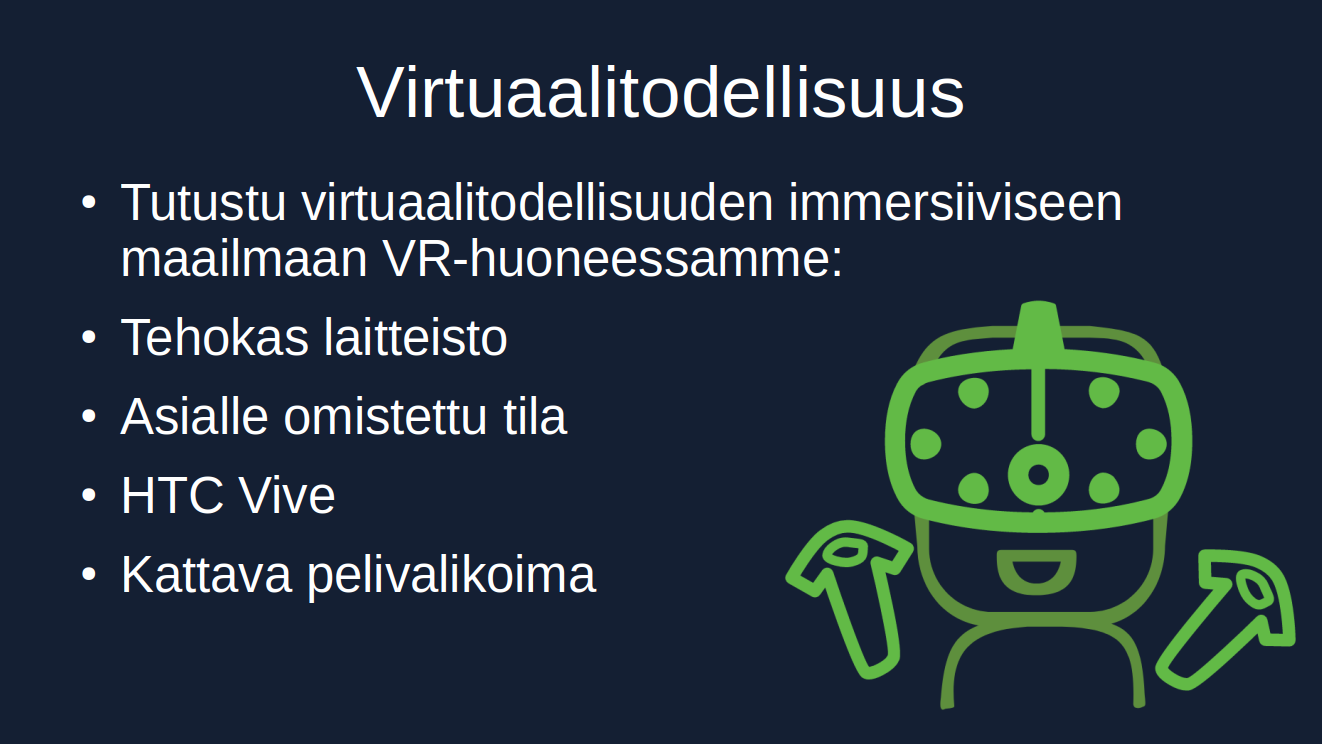 Virtuaalitodellisuus
• Tutustu virtuaalitodellisuuden immersiiviseen
maailmaan VR-huoneessamme:
• Tehokas laitteisto
• Asialle omistettu tila
• HTC Vive
• Kattava pelivalikoima